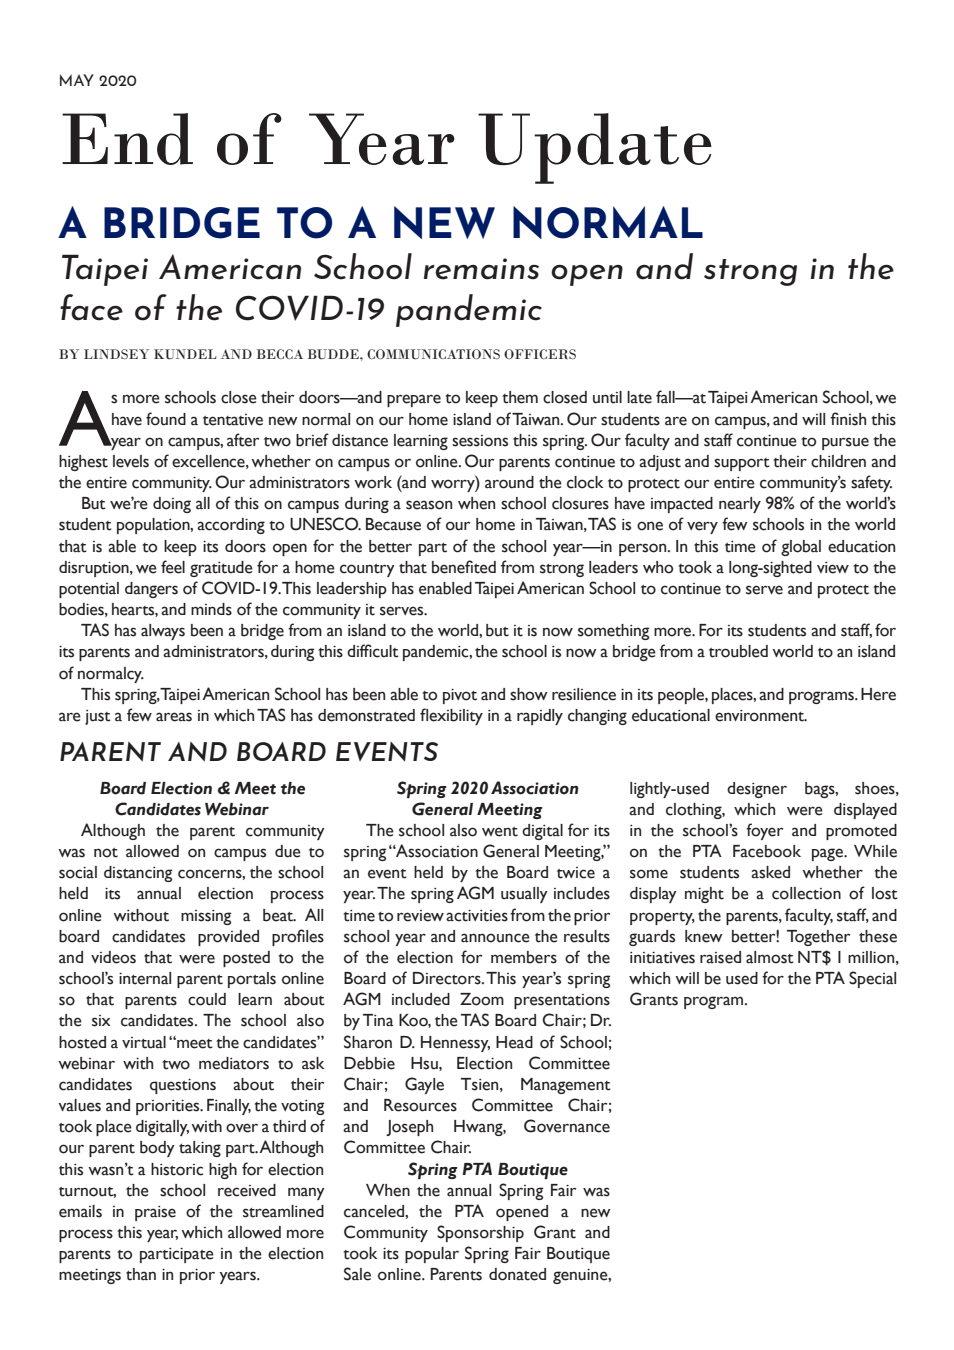 MAY 2020
End of Year Update
A BRIDGE TO A NEW NORMAL
Taipei American School remains open and strong in the
face of the COVID-19 pandemic
BY LINDSEY KUNDEL AND BECCA BUDDE, COMMUNICATIONS OFFICERS
As more schools close their doors—and prepare to keep them closed until late fall—at Taipei American School, we
have found a tentative new normal on our home island of Taiwan. Our students are on campus, and will finish this
year on campus, after two brief distance learning sessions this spring. Our faculty and staff continue to pursue the
highest levels of excellence, whether on campus or online. Our parents continue to adjust and support their children and
the entire community. Our administrators work (and worry) around the clock to protect our entire community’s safety.
But we’re doing all of this on campus during a season when school closures have impacted nearly 98% of the world’s
student population, according to UNESCO. Because of our home in Taiwan, TAS is one of very few schools in the world
that is able to keep its doors open for the better part of the school year—in person. In this time of global education
disruption, we feel gratitude for a home country that benefited from strong leaders who took a long-sighted view to the
potential dangers of COVID-19. This leadership has enabled Taipei American School to continue to serve and protect the
bodies, hearts, and minds of the community it serves.
TAS has always been a bridge from an island to the world, but it is now something more. For its students and staff, for
its parents and administrators, during this difficult pandemic, the school is now a bridge from a troubled world to an island
of normalcy.
This spring, Taipei American School has been able to pivot and show resilience in its people, places, and programs. Here
are just a few areas in which TAS has demonstrated flexibility in a rapidly changing educational environment.
PARENT AND BOARD EVENTS
Board Election & Meet the
Candidates Webinar
Although the parent community
was not allowed on campus due to
social distancing concerns, the school
held its annual election process
online without missing a beat. All
board candidates provided profiles
and videos that were posted to the
school’s internal parent portals online
so that parents could learn about
the six candidates. The school also
hosted a virtual “meet the candidates”
webinar with two mediators to ask
candidates questions about their
values and priorities. Finally, the voting
took place digitally, with over a third of
our parent body taking part. Although
this wasn’t a historic high for election
turnout, the school received many
emails in praise of the streamlined
process this year, which allowed more
parents to participate in the election
meetings than in prior years.
Spring 2020 Association
General Meeting
The school also went digital for its
spring “Association General Meeting,”
an event held by the Board twice a
year. The spring AGM usually includes
time to review activities from the prior
school year and announce the results
of the election for members of the
Board of Directors. This year’s spring
AGM included Zoom presentations
by Tina Koo, the TAS Board Chair; Dr.
Sharon D. Hennessy, Head of School;
Debbie Hsu, Election Committee
Chair; Gayle Tsien, Management
and Resources Committee Chair;
and Joseph Hwang, Governance
Committee Chair.
Spring PTA Boutique
When the annual Spring Fair was
canceled, the PTA opened a new
Community Sponsorship Grant and
took its popular Spring Fair Boutique
Sale online. Parents donated genuine,
lightly-used designer bags, shoes,
and clothing, which were displayed
in the school’s foyer and promoted
on the PTA Facebook page. While
some students asked whether the
display might be a collection of lost
property, the parents, faculty, staff, and
guards knew better! Together these
initiatives raised almost NT$ 1 million,
which will be used for the PTA Special
Grants program.